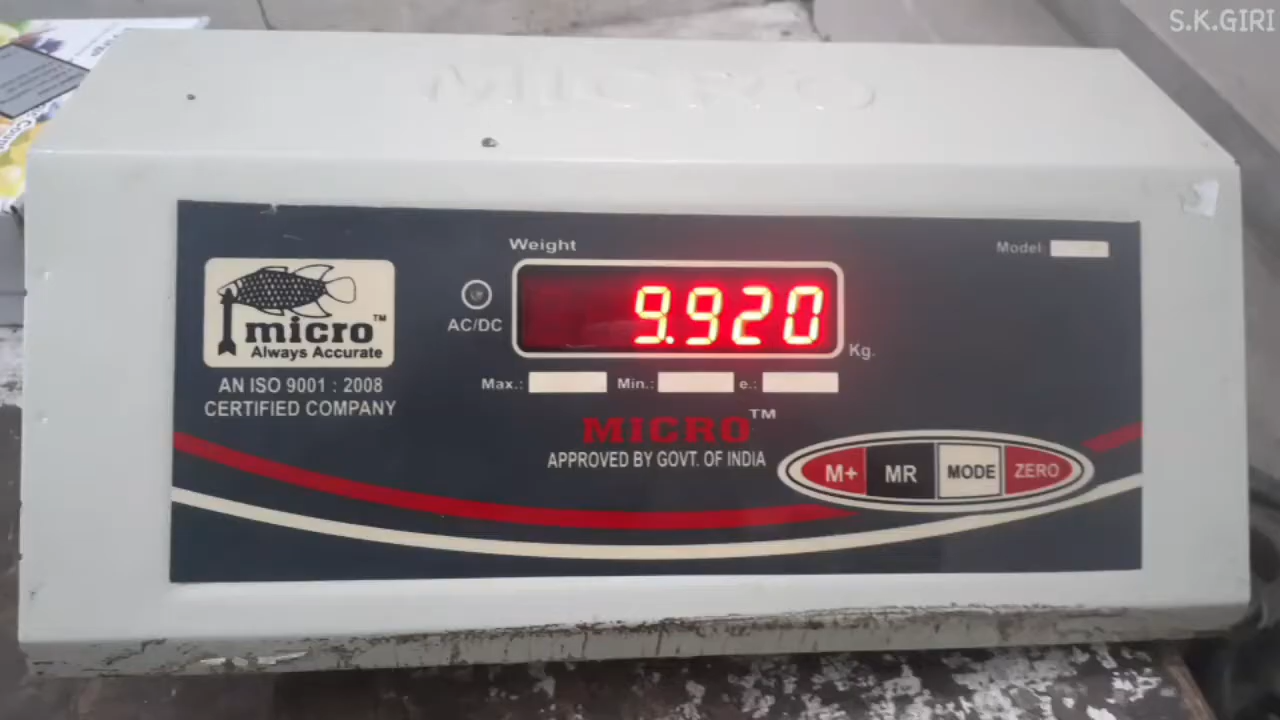 S.K.GIRI
MICRO
Weight
Model:
9.920
AC/DC
Kg.
micro™
Always Accurate
Max.: Min.: e.:
AN ISO 9001 : 2008
CERTIFIED COMPANY
MICRO™
APPROVED BY GOVT. OF INDIA
M+ MR MODE ZERO